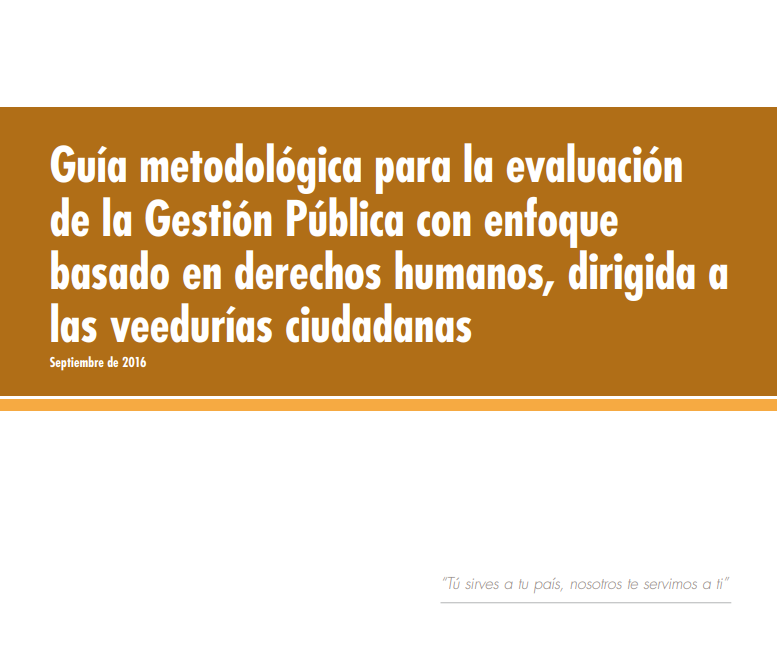 Guía metodológica para la evaluación
de la Gestión Pública con enfoque
basado en derechos humanos, dirigida a
las veedurías ciudadanas
Septiembre de 2016
“Tú sirves a tu país, nosotros te servimos a ti”